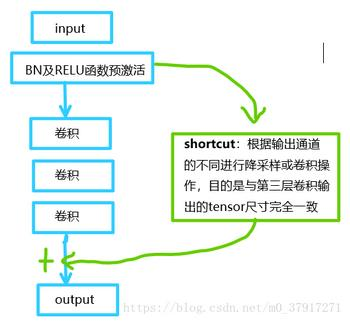 input
BN及RELU函数预激活
卷积
卷积
卷积
shortcut：根据输出通道
的不同进行降采样或卷积操
作，目的是与第三层卷积输
出的tensor尺寸完全一致
+
output
https://blog.csdn.net/m0_37917271